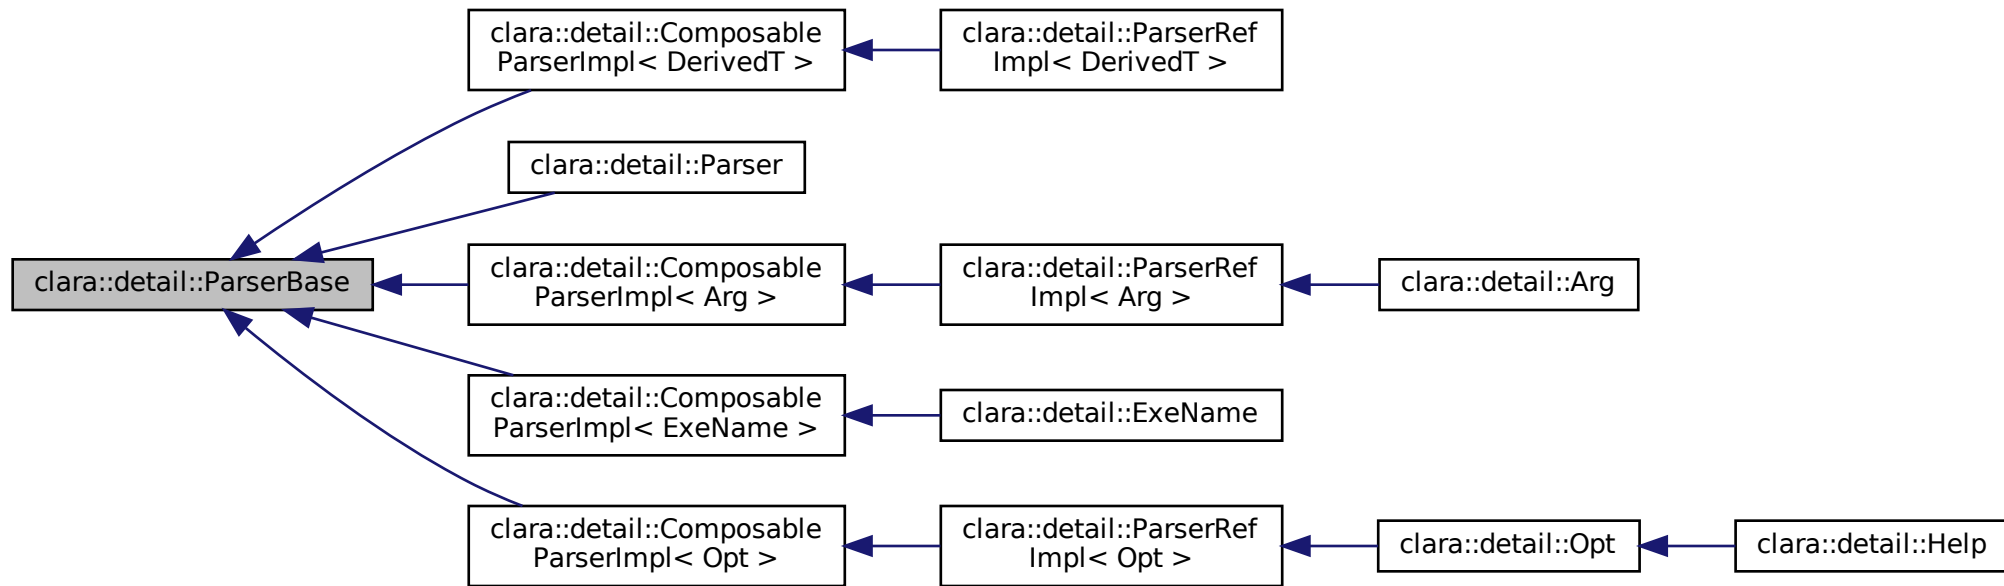 clara::detail::Composable
ParserImpl< DerivedT >
clara::detail::ParserRef
Impl< DerivedT >
clara::detail::Parser
clara::detail::ParserBase
clara::detail::Composable
ParserImpl< Arg >
clara::detail::ParserRef
Impl< Arg >
clara::detail::Arg
clara::detail::Composable
ParserImpl< ExeName >
clara::detail::ExeName
clara::detail::Composable
ParserImpl< Opt >
clara::detail::ParserRef
Impl< Opt >
clara::detail::Opt
clara::detail::Help